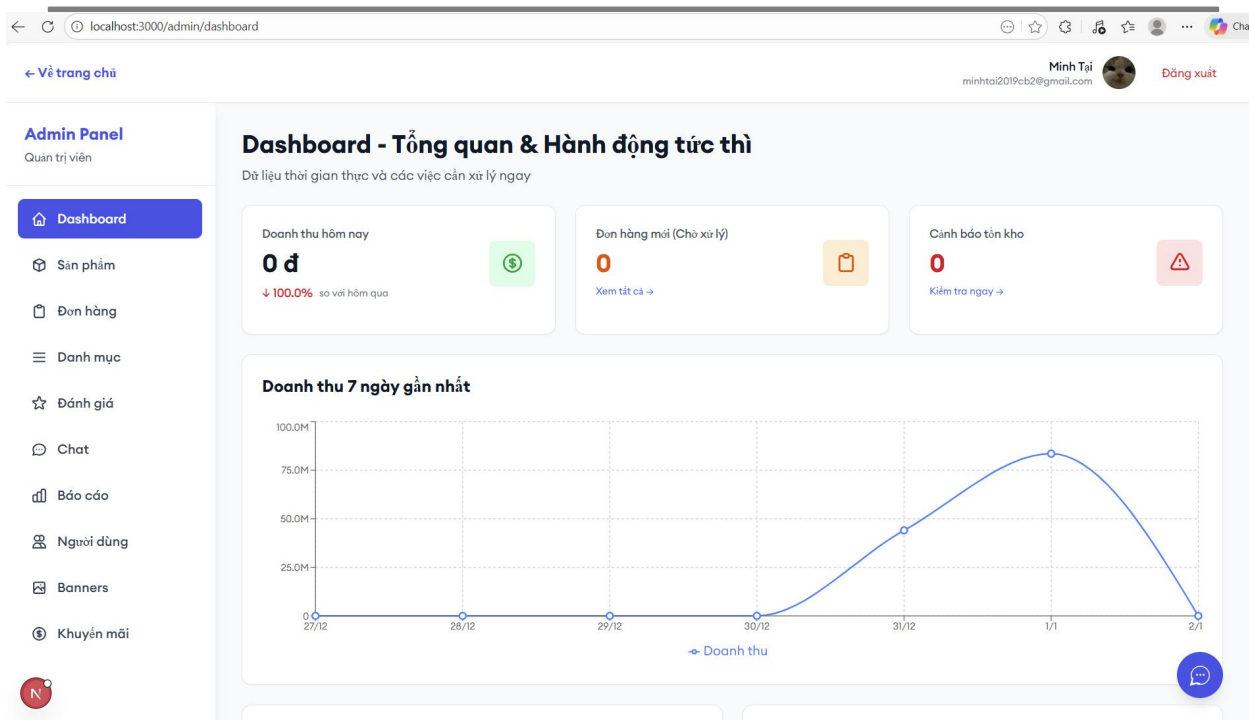 localhost:3000/admin/dashboard
Cha
← Về trang chủ
Minh Tại
minhtai2019cb2@gmail.com
Đăng xuất
Admin Panel
Quản trị viên
Dashboard
Sản phẩm
Đơn hàng
Danh mục
Đánh giá
Chat
Báo cáo
Người dùng
Banners
Khuyến mãi
N
Dashboard - Tổng quan & Hành động tức thì
Dữ liệu thời gian thực và các việc cần xử lý ngay
Doanh thu hôm nay
0 đ
↓ 100.0% so với hôm qua
Đơn hàng mới (Chờ xử lý)
0
Xem tất cả →
Cảnh báo tồn kho
0
Kiểm tra ngay →
Doanh thu 7 ngày gần nhất
100.0M
75.0M
50.0M
25.0M
0
27/12 28/12 29/12 30/12 31/12 1/1 2/1
Doanh thu